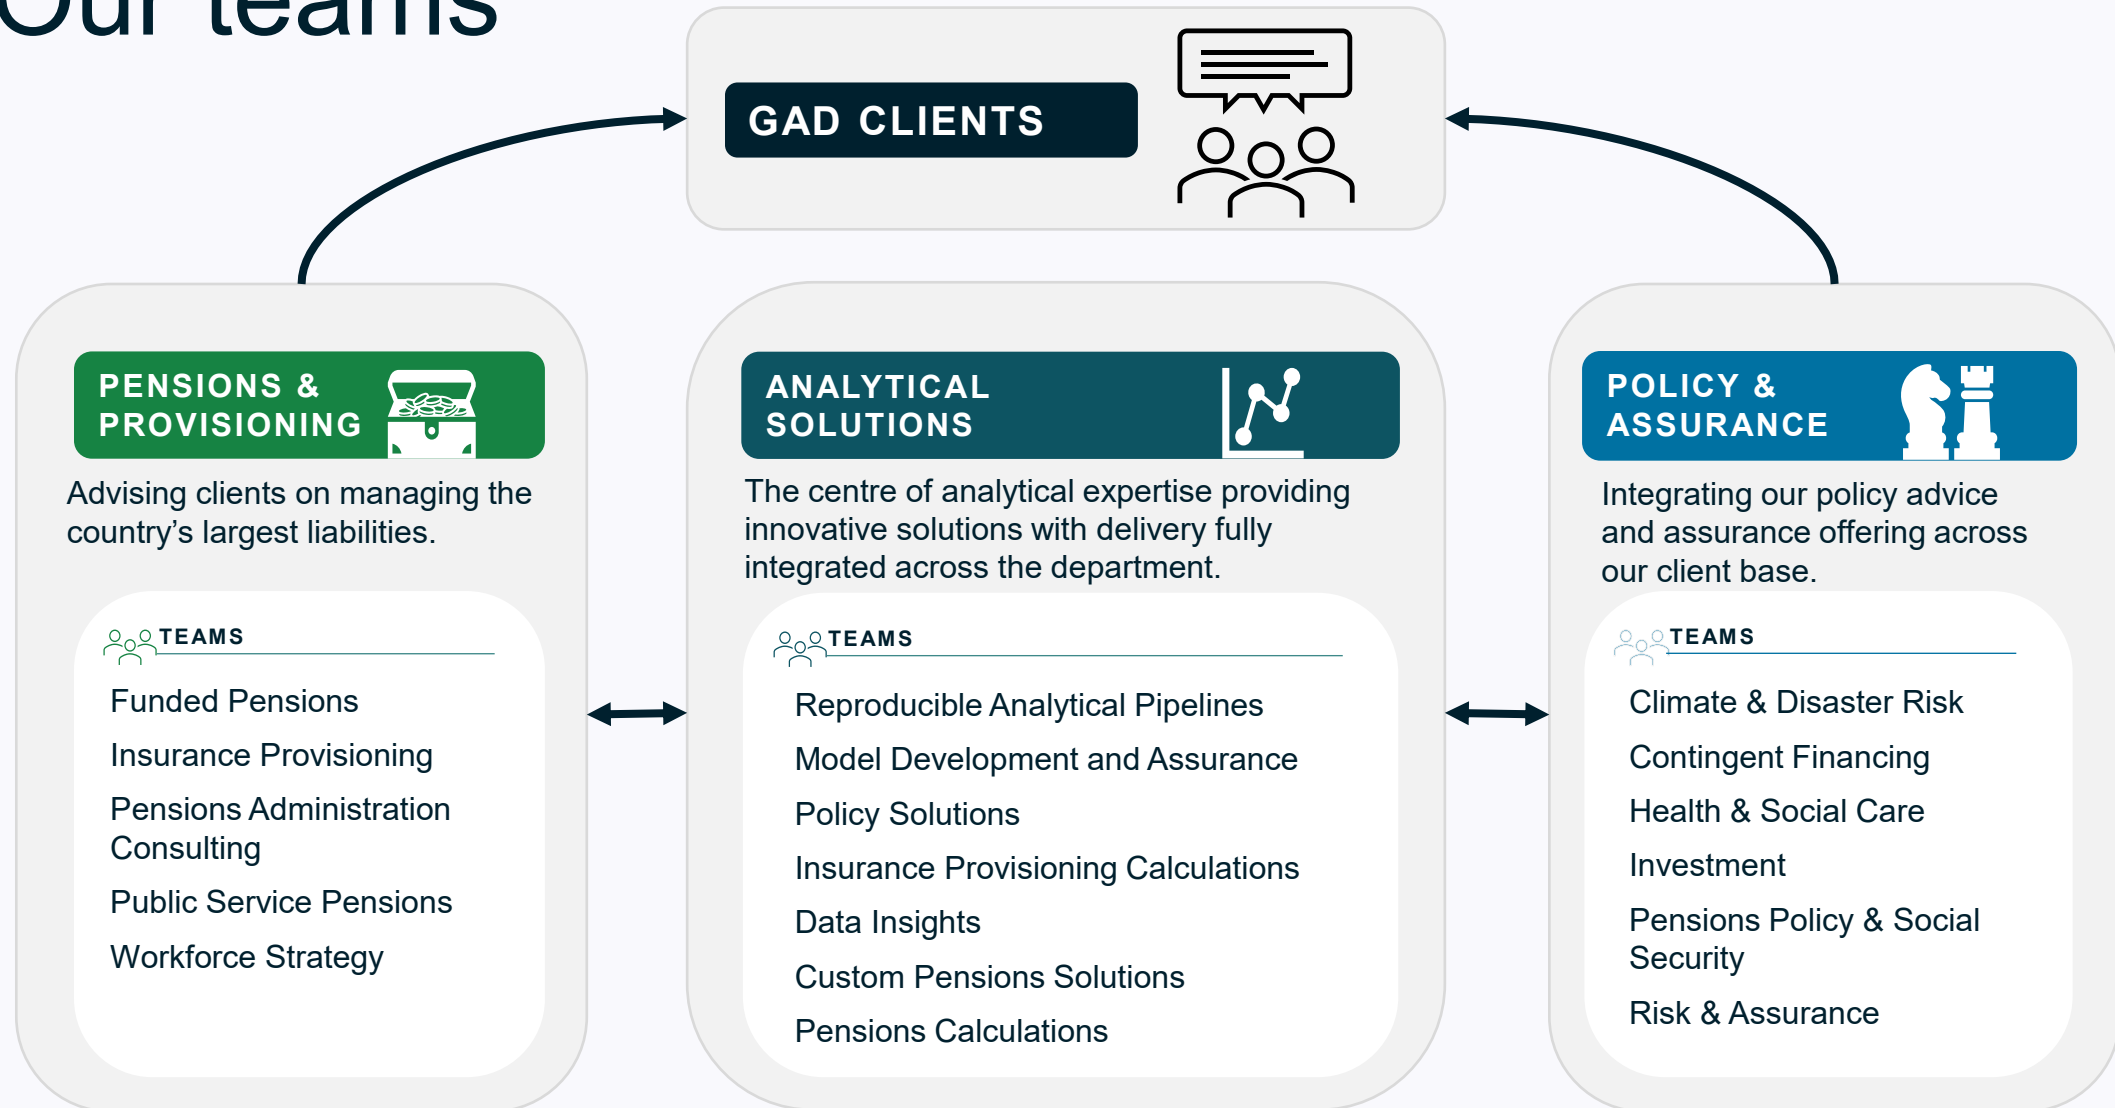 Our teams
GAD CLIENTS
PENSIONS &
PROVISIONING
Advising clients on managing the
country’s largest liabilities.
TEAMS
Funded Pensions
Insurance Provisioning
Pensions Administration
Consulting
Public Service Pensions
Workforce Strategy
ANALYTICAL
SOLUTIONS
The centre of analytical expertise providing
innovative solutions with delivery fully
integrated across the department.
TEAMS
Reproducible Analytical Pipelines
Model Development and Assurance
Policy Solutions
Insurance Provisioning Calculations
Data Insights
Custom Pensions Solutions
Pensions Calculations
POLICY &
ASSURANCE
Integrating our policy advice
and assurance offering across
our client base.
TEAMS
Climate & Disaster Risk
Contingent Financing
Health & Social Care
Investment
Pensions Policy & Social
Security
Risk & Assurance